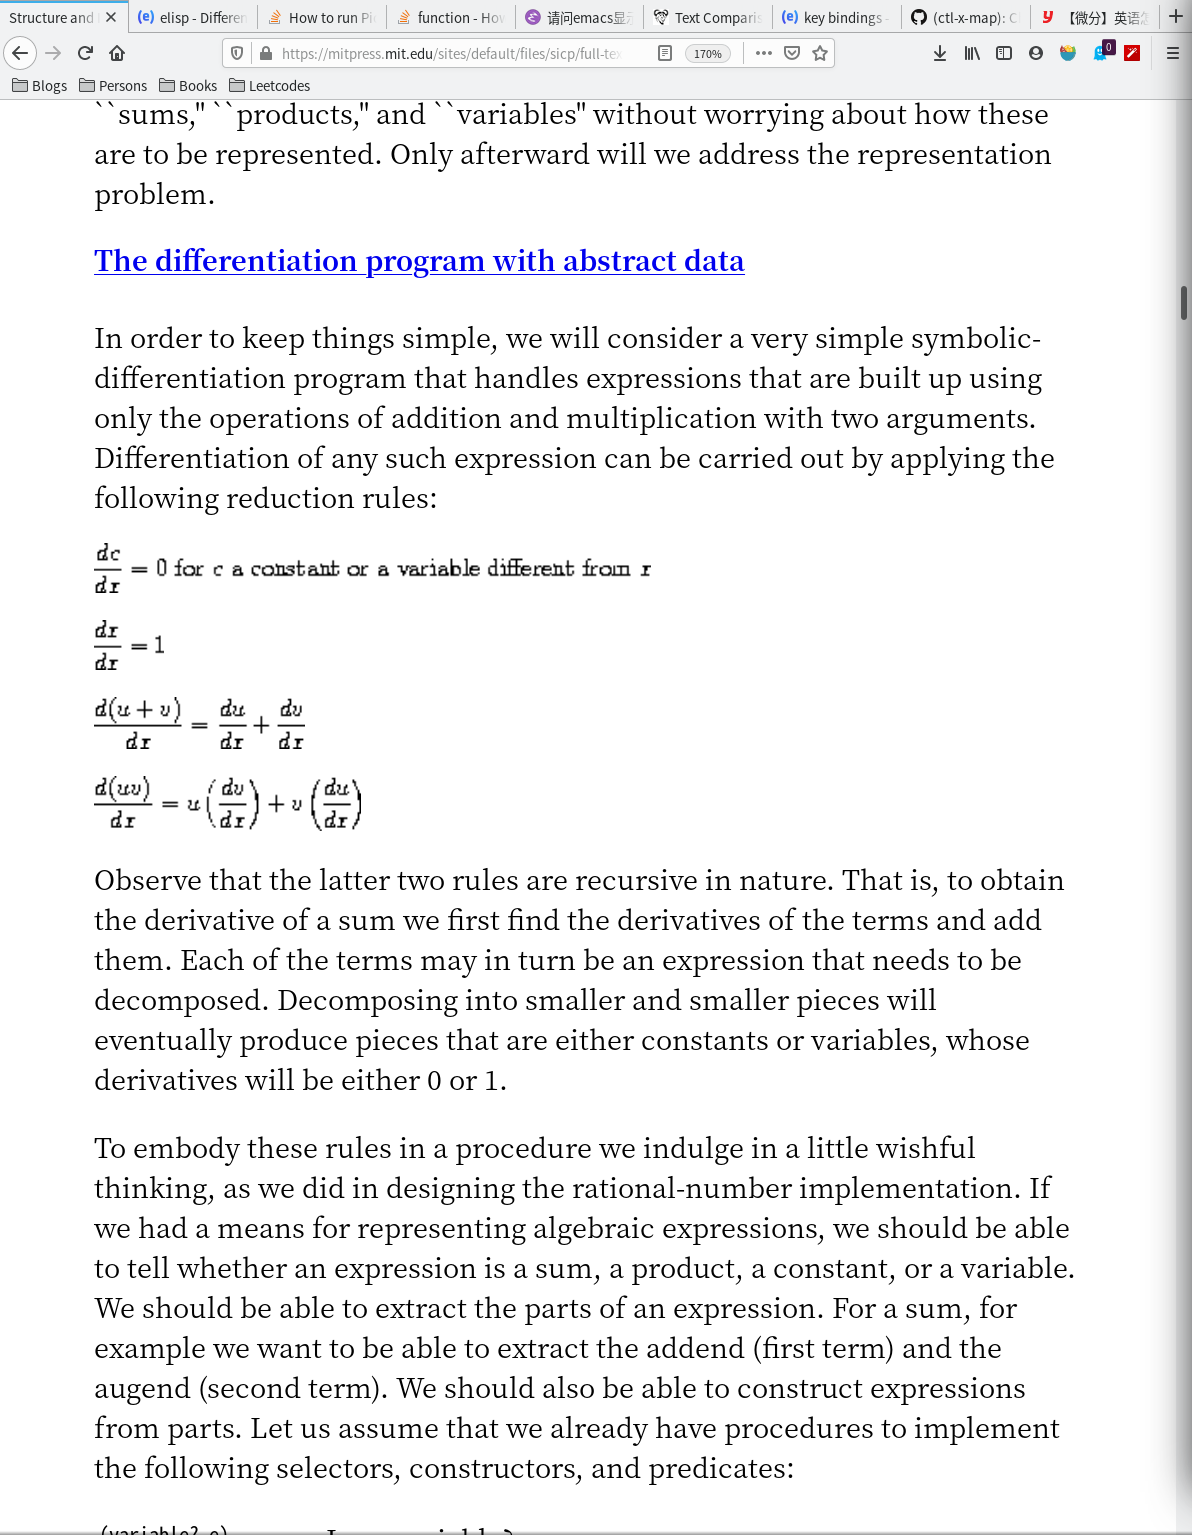 Structure and
elisp - Differen
How to run Pi
function - How
请问emacs显示
Text Comparis
key bindings -
(ctl-x-map): C
【微分】英语怎
https://mitpress.mit.edu/sites/default/files/sicp/full-tex
170%
0
Blogs Persons Books Leetcodes
``sums,'' ``products,'' and ``variables'' without worrying about how these
are to be represented. Only afterward will we address the representation
problem.
The differentiation program with abstract data
In order to keep things simple, we will consider a very simple symbolic-
differentiation program that handles expressions that are built up using
only the operations of addition and multiplication with two arguments.
Differentiation of any such expression can be carried out by applying the
following reduction rules:
dc/dx = 0 for c a constant or a variable different from x
dx/dx = 1
d(u + v)/dx = du/dx + dv/dx
d(uv)/dx = u (dv/dx) + v (du/dx)
Observe that the latter two rules are recursive in nature. That is, to obtain
the derivative of a sum we first find the derivatives of the terms and add
them. Each of the terms may in turn be an expression that needs to be
decomposed. Decomposing into smaller and smaller pieces will
eventually produce pieces that are either constants or variables, whose
derivatives will be either 0 or 1.
To embody these rules in a procedure we indulge in a little wishful
thinking, as we did in designing the rational-number implementation. If
we had a means for representing algebraic expressions, we should be able
to tell whether an expression is a sum, a product, a constant, or a variable.
We should be able to extract the parts of an expression. For a sum, for
example we want to be able to extract the addend (first term) and the
augend (second term). We should also be able to construct expressions
from parts. Let us assume that we already have procedures to implement
the following selectors, constructors, and predicates:
(variable? e)